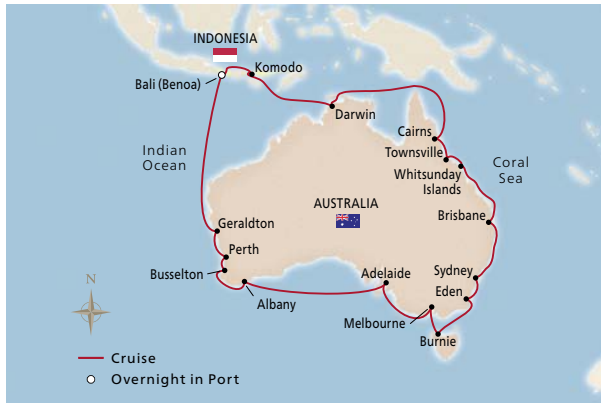 INDONESIA
Komodo
Bali (Benoa)
Darwin
Cairns
Indian
Ocean
Townsville
Coral
Sea
Whitsunday
Islands
AUSTRALIA
Brisbane
Geraldton
Perth
Busselton
Adelaide
Sydney
Eden
N
Albany
Melbourne
Burnie
Cruise
Overnight in Port